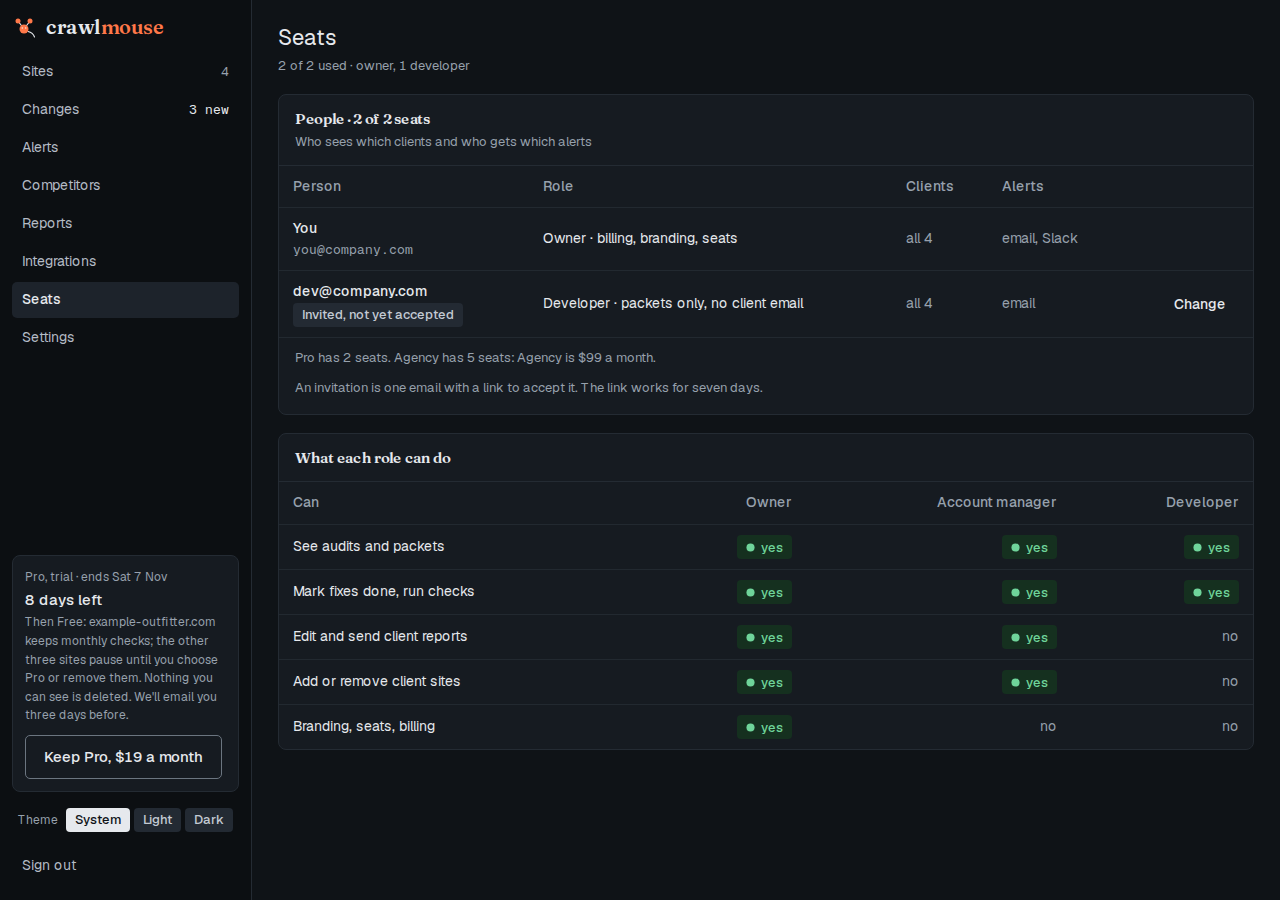 crawlmouse
Sites 4
Changes 3 new
Alerts
Competitors
Reports
Integrations
Seats
Settings
Pro, trial · ends Sat 7 Nov
8 days left
Then Free: example-outfitter.com
keeps monthly checks; the other
three sites pause until you choose
Pro or remove them. Nothing you
can see is deleted. We'll email you
three days before.
Keep Pro, $19 a month
Theme System Light Dark
Sign out
Seats
2 of 2 used · owner, 1 developer
People · 2 of 2 seats
Who sees which clients and who gets which alerts
Person Role Clients Alerts
You
you@company.com
Owner · billing, branding, seats all 4 email, Slack
dev@company.com
Invited, not yet accepted
Developer · packets only, no client email all 4 email Change
Pro has 2 seats. Agency has 5 seats: Agency is $99 a month.
An invitation is one email with a link to accept it. The link works for seven days.
What each role can do
Can Owner Account manager Developer
See audits and packets yes yes yes
Mark fixes done, run checks yes yes yes
Edit and send client reports yes yes no
Add or remove client sites yes yes no
Branding, seats, billing yes no no